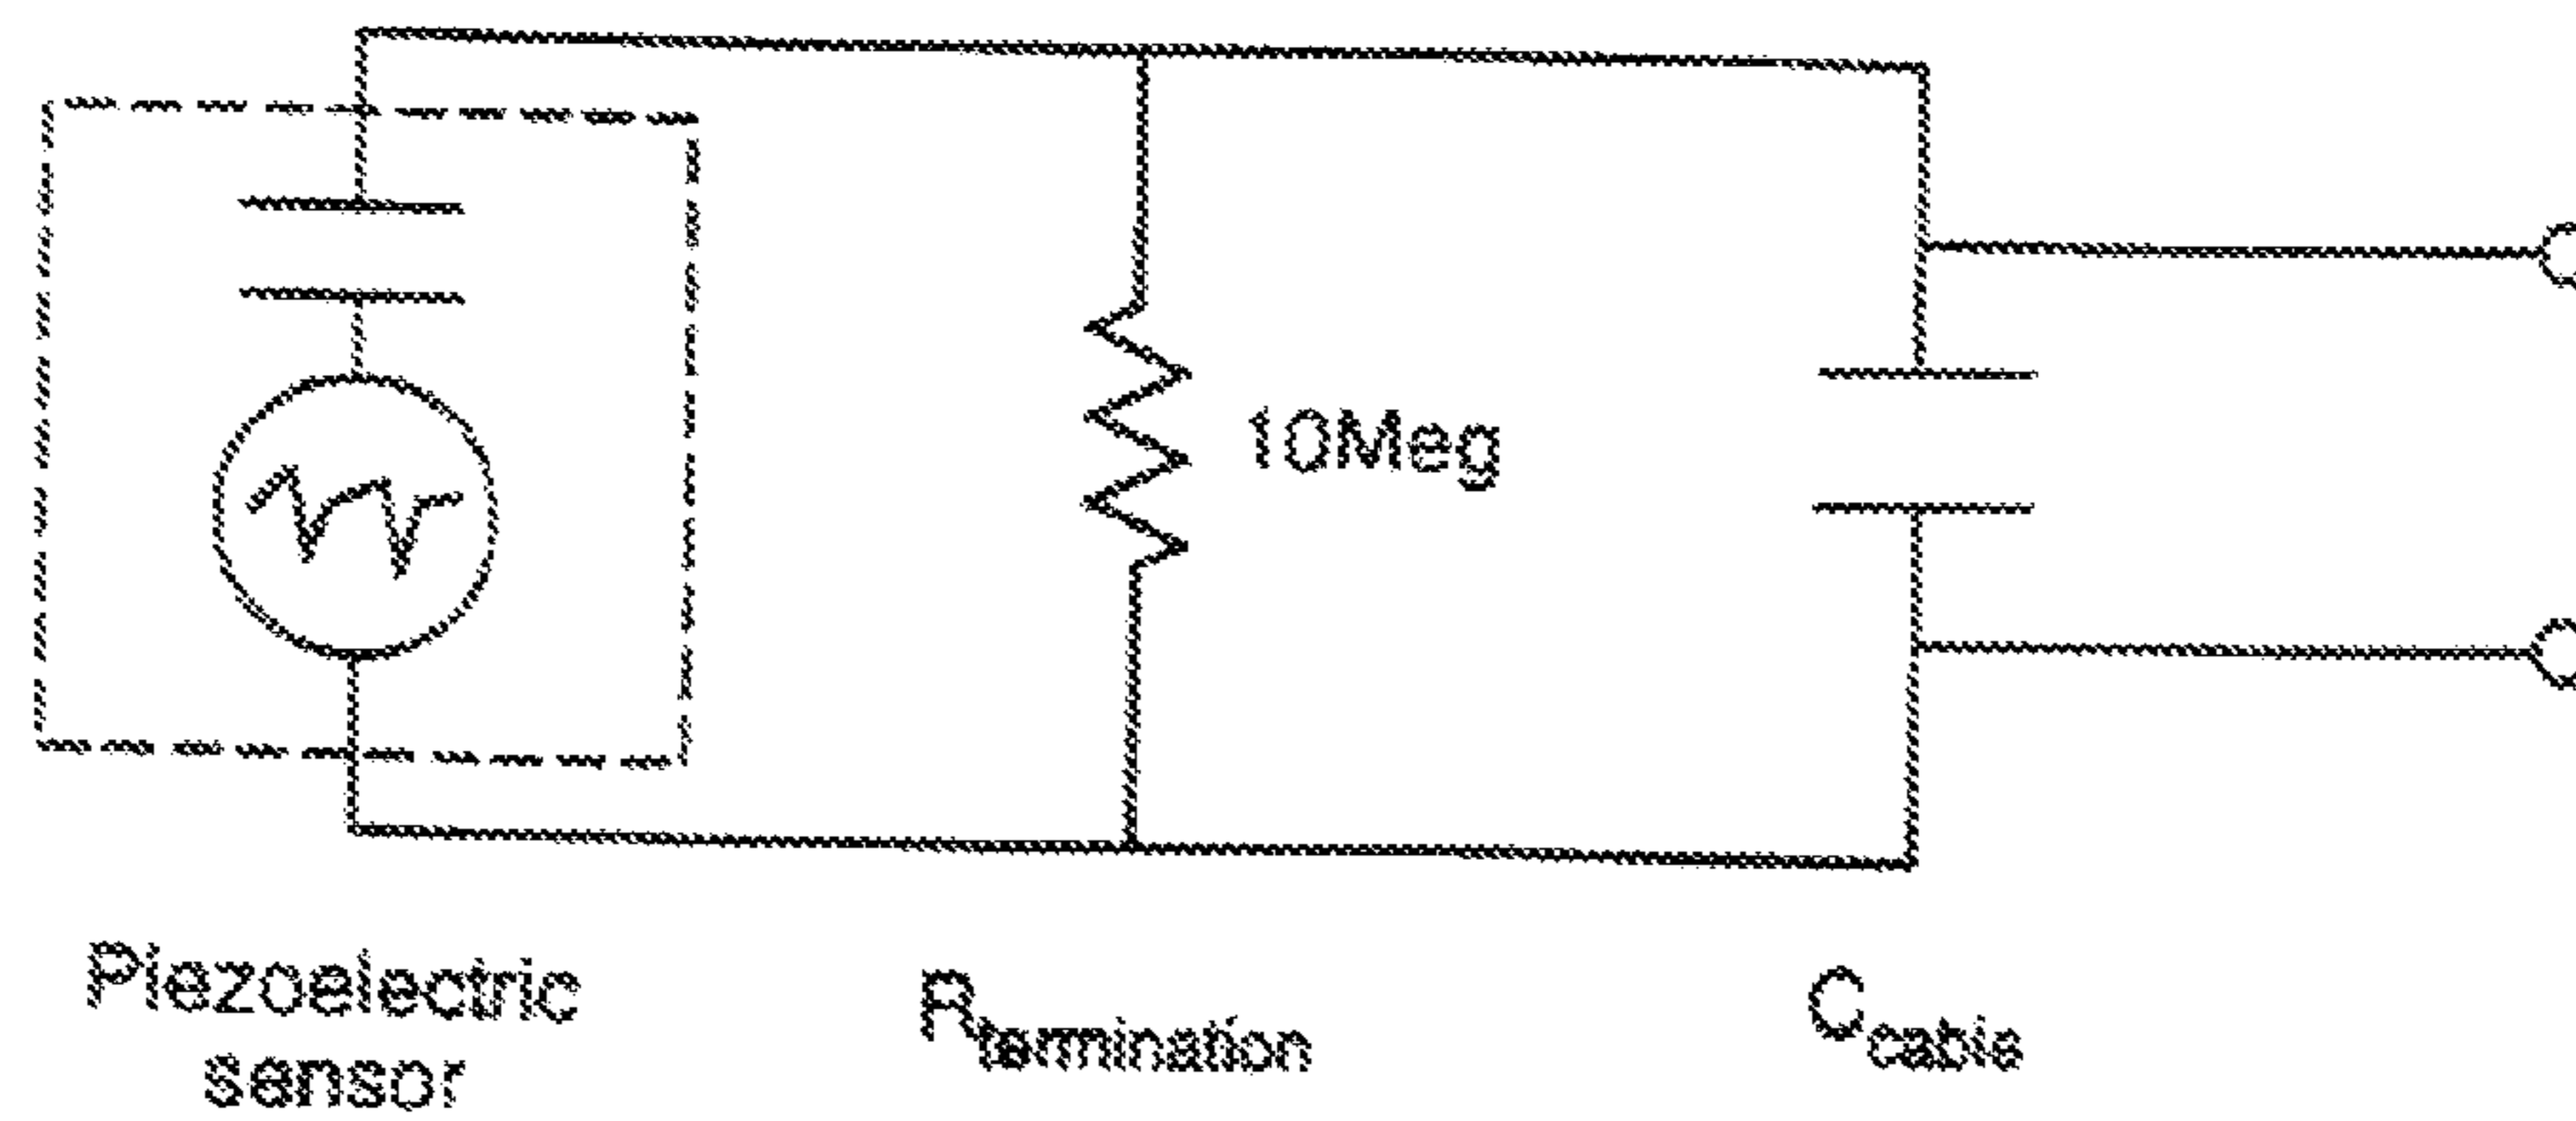 10Meg
Piezoelectric
sensor
Rtermination
Ccable